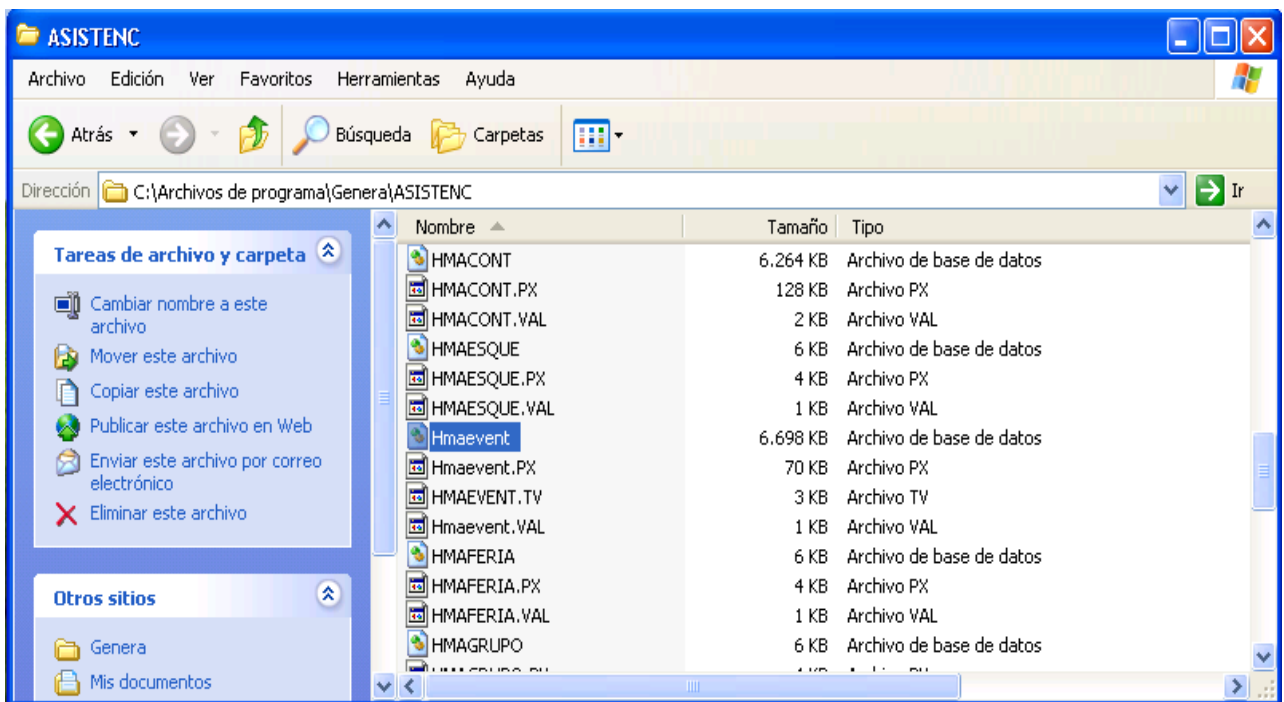 ASISTENC
Archivo Edición Ver Favoritos Herramientas Ayuda
Atrás Búsqueda Carpetas
Dirección C:\Archivos de programa\Genera\ASISTENC Ir
Tareas de archivo y carpeta
Cambiar nombre a este
archivo
Mover este archivo
Copiar este archivo
Publicar este archivo en Web
Enviar este archivo por correo
electrónico
Eliminar este archivo
Otros sitios
Genera
Mis documentos
Nombre Tamaño Tipo
HMACONT 6.264 KB Archivo de base de datos
HMACONT.PX 128 KB Archivo PX
HMACONT.VAL 2 KB Archivo VAL
HMAESQUE 6 KB Archivo de base de datos
HMAESQUE.PX 4 KB Archivo PX
HMAESQUE.VAL 1 KB Archivo VAL
Hmaevent 6.698 KB Archivo de base de datos
Hmaevent.PX 70 KB Archivo PX
HMAEVENT.TV 3 KB Archivo TV
Hmaevent.VAL 1 KB Archivo VAL
HMAFERIA 6 KB Archivo de base de datos
HMAFERIA.PX 4 KB Archivo PX
HMAFERIA.VAL 1 KB Archivo VAL
HMAGRUPO 6 KB Archivo de base de datos